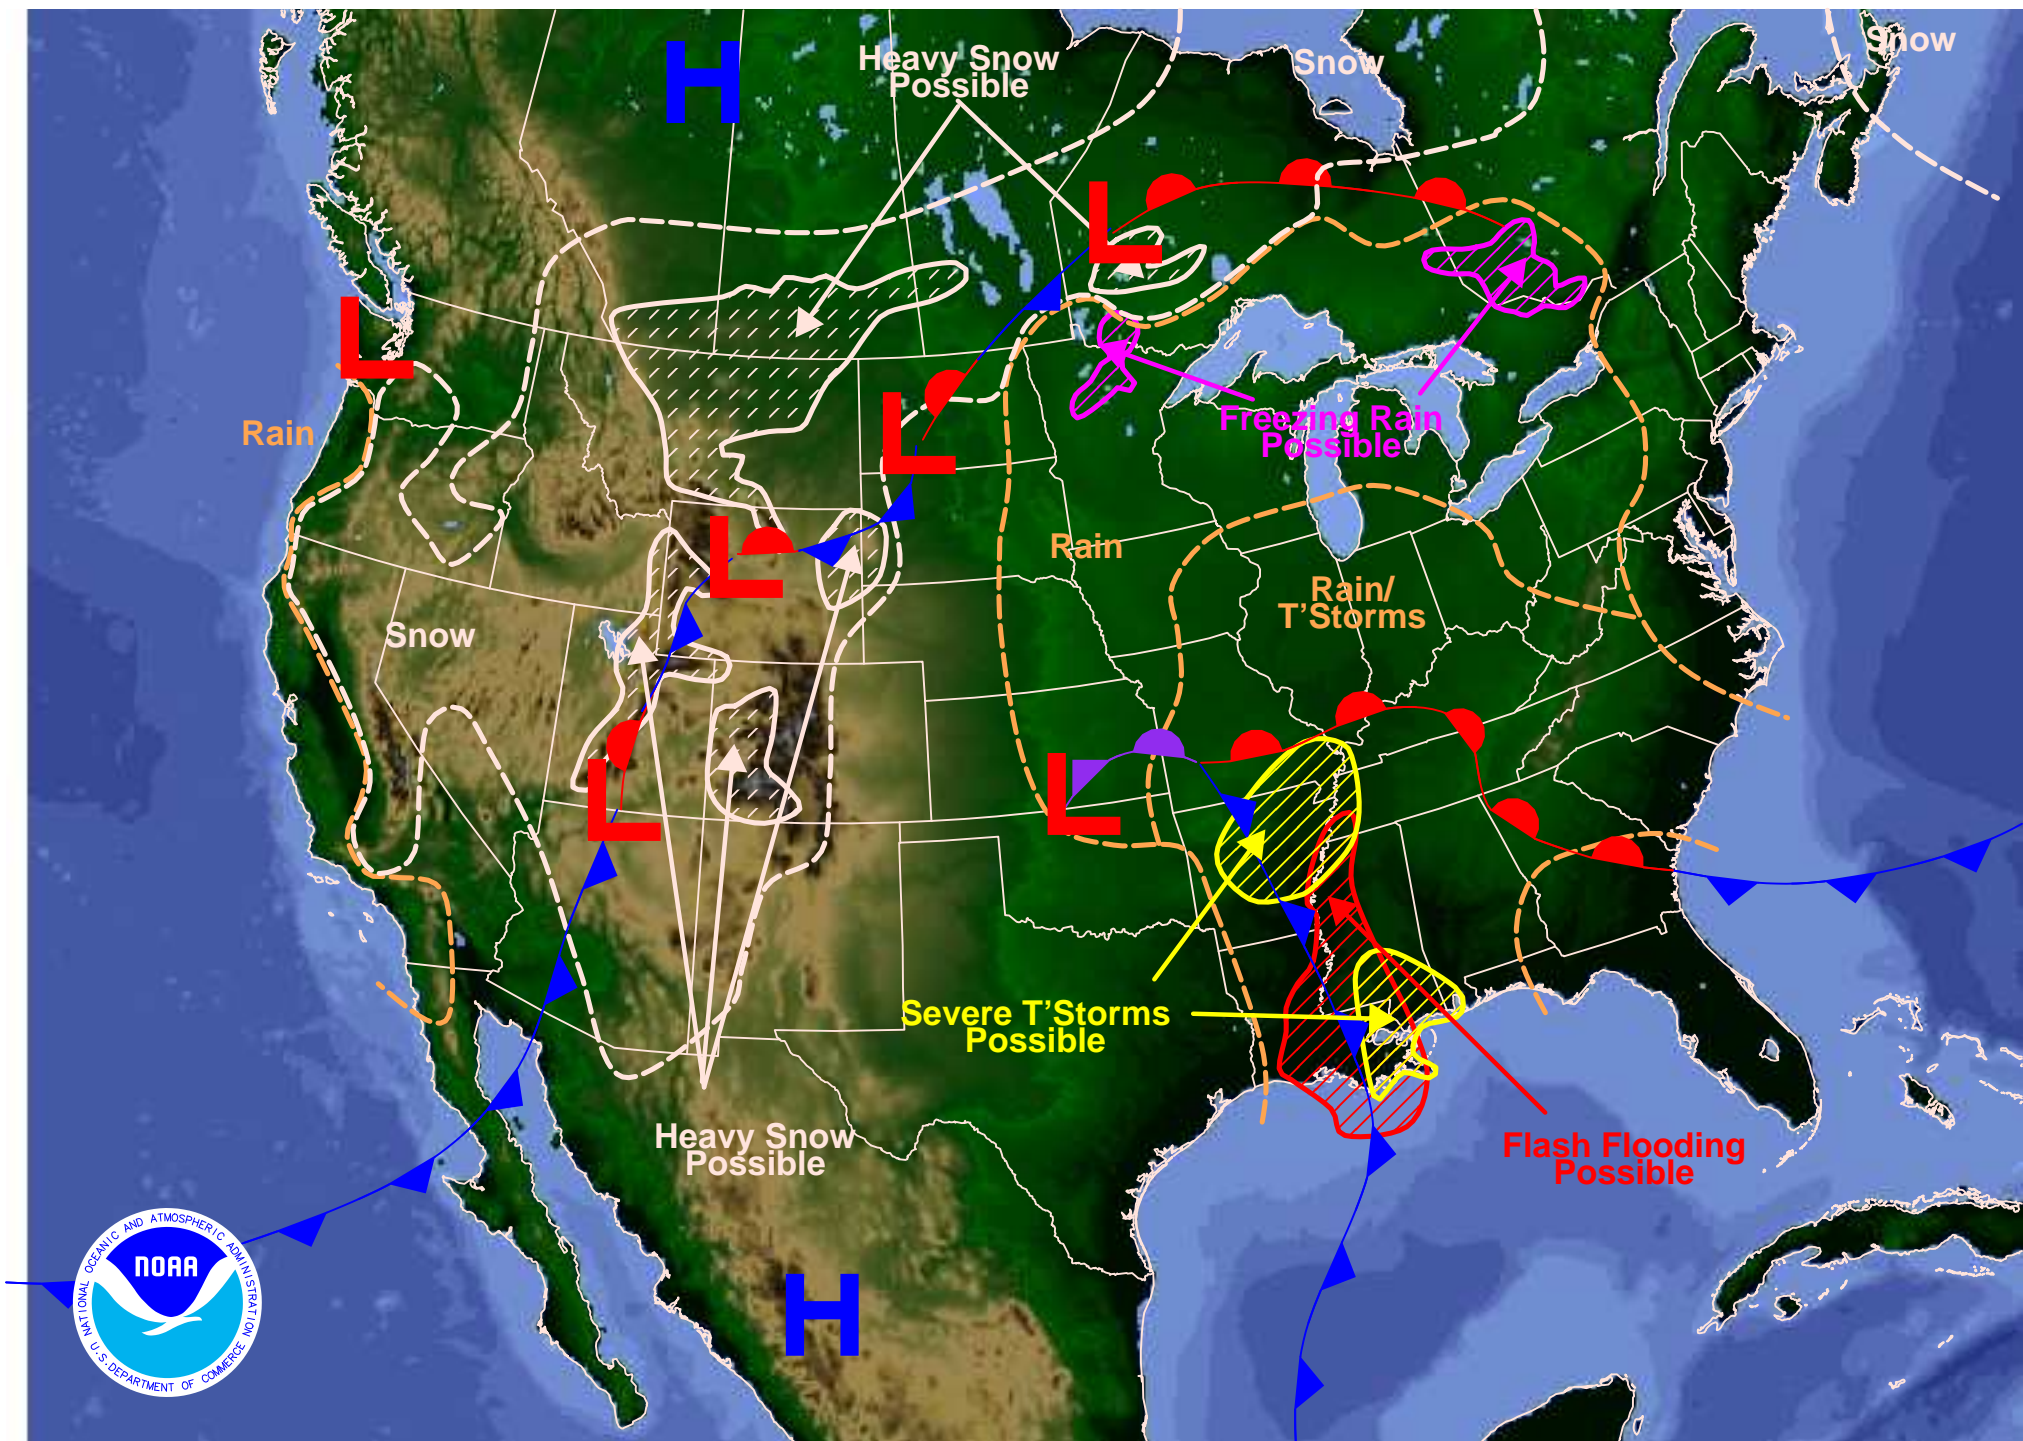 H
Heavy Snow
Possible
Snow
Snow
L
L
Rain
L
Freezing Rain
Possible
L
Rain
Rain/
T'Storms
Snow
L
L
Severe T'Storms
Possible
Heavy Snow
Possible
Flash Flooding
Possible
H
NATIONAL OCEANIC AND ATMOSPHERIC ADMINISTRATION
NOAA
U.S. DEPARTMENT OF COMMERCE